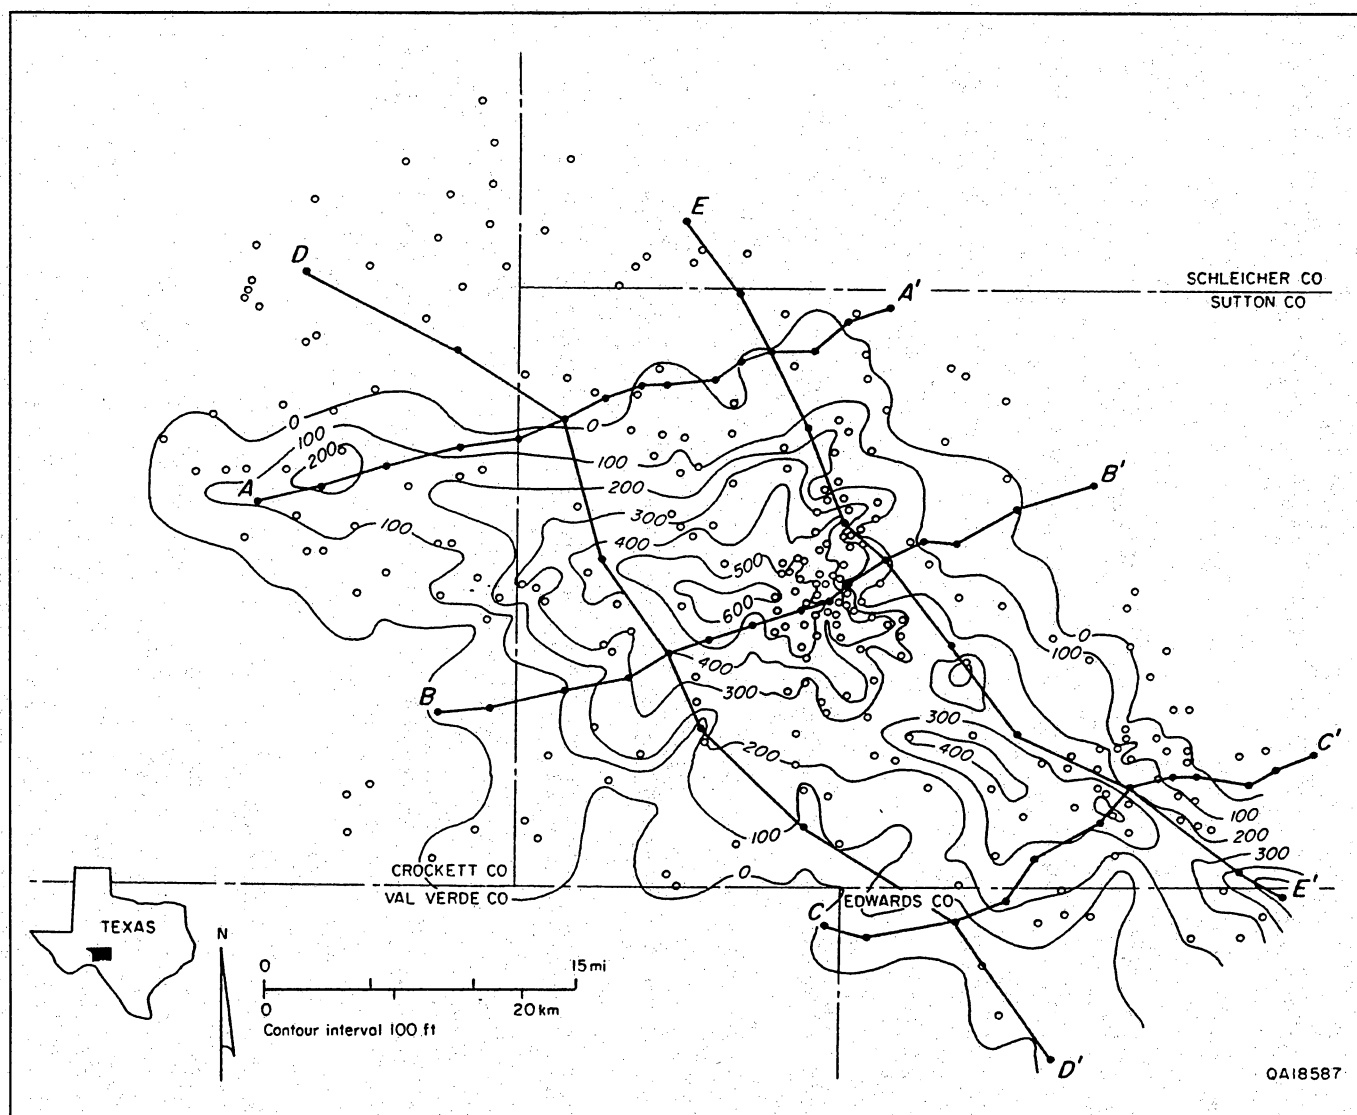 E
D
A'
SCHLEICHER CO
SUTTON CO
0
0
100
200
A
100
200
B'
100
300
400
500
600
0
100
400
B
300
300
400
200
C'
100
100
200
0
300
CROCKETT CO
VAL VERDE CO
EDWARDS CO
E'
C
TEXAS
N
0 15 mi
0 20 km
Contour interval 100 ft
D'
QA18587